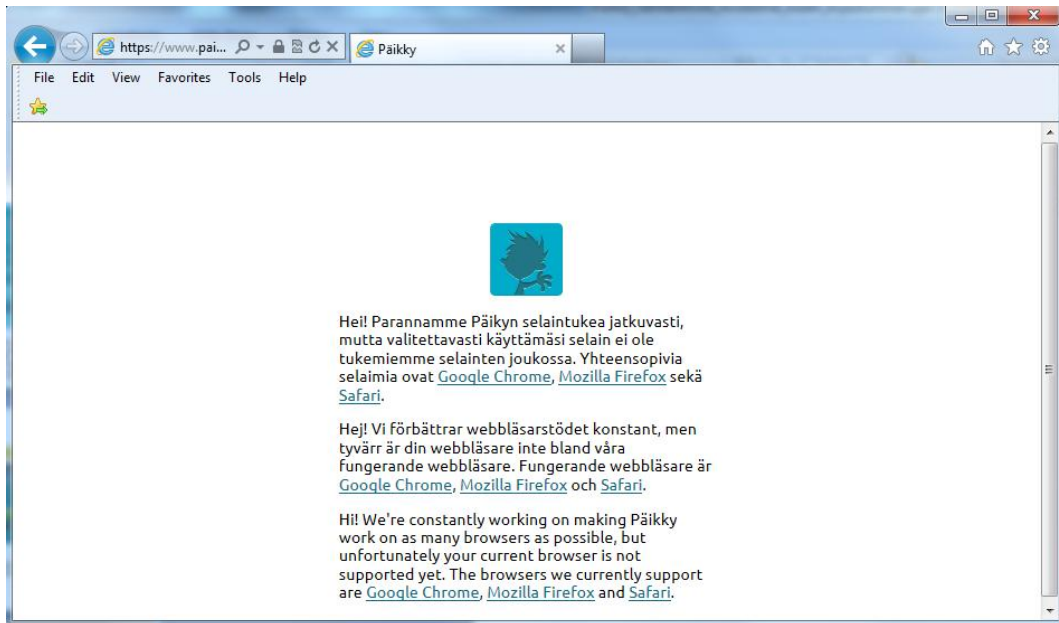 https://www.pai...
Päikky
File Edit View Favorites Tools Help
Hei! Parannamme Päikyn selaintukea jatkuvasti,
mutta valitettavasti käyttämäsi selain ei ole
tukemiemme selainten joukossa. Yhteensopivia
selaimia ovat Google Chrome, Mozilla Firefox sekä
Safari.
Hej! Vi förbättrar webbläsarstödet konstant, men
tyvärr är din webbläsare inte bland våra
fungerande webbläsare. Fungerande webbläsare är
Google Chrome, Mozilla Firefox och Safari.
Hi! We're constantly working on making Päikky
work on as many browsers as possible, but
unfortunately your current browser is not
supported yet. The browsers we currently support
are Google Chrome, Mozilla Firefox and Safari.